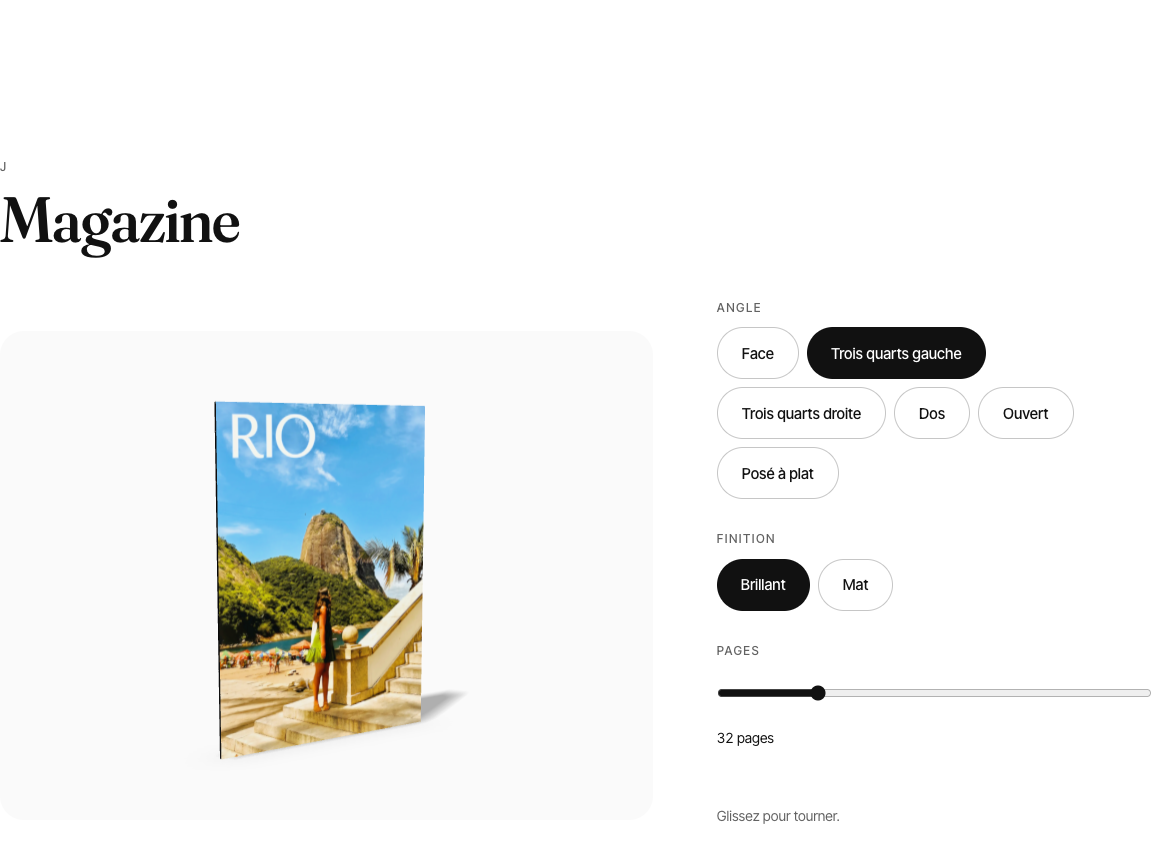 J
Magazine
RIO
ANGLE
Face
Trois quarts gauche
Trois quarts droite
Dos
Ouvert
Posé à plat
FINITION
Brillant
Mat
PAGES
32 pages
Glissez pour tourner.